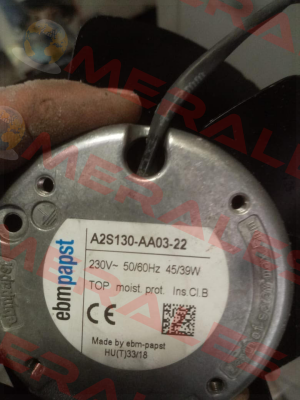 ebmpapst
A2S130-AA03-22
230V~ 50/60Hz 45/39W
TOP moist. prot. Ins.Cl.B
CE
Made by ebm-papst
HU(T)33/18
MERALES